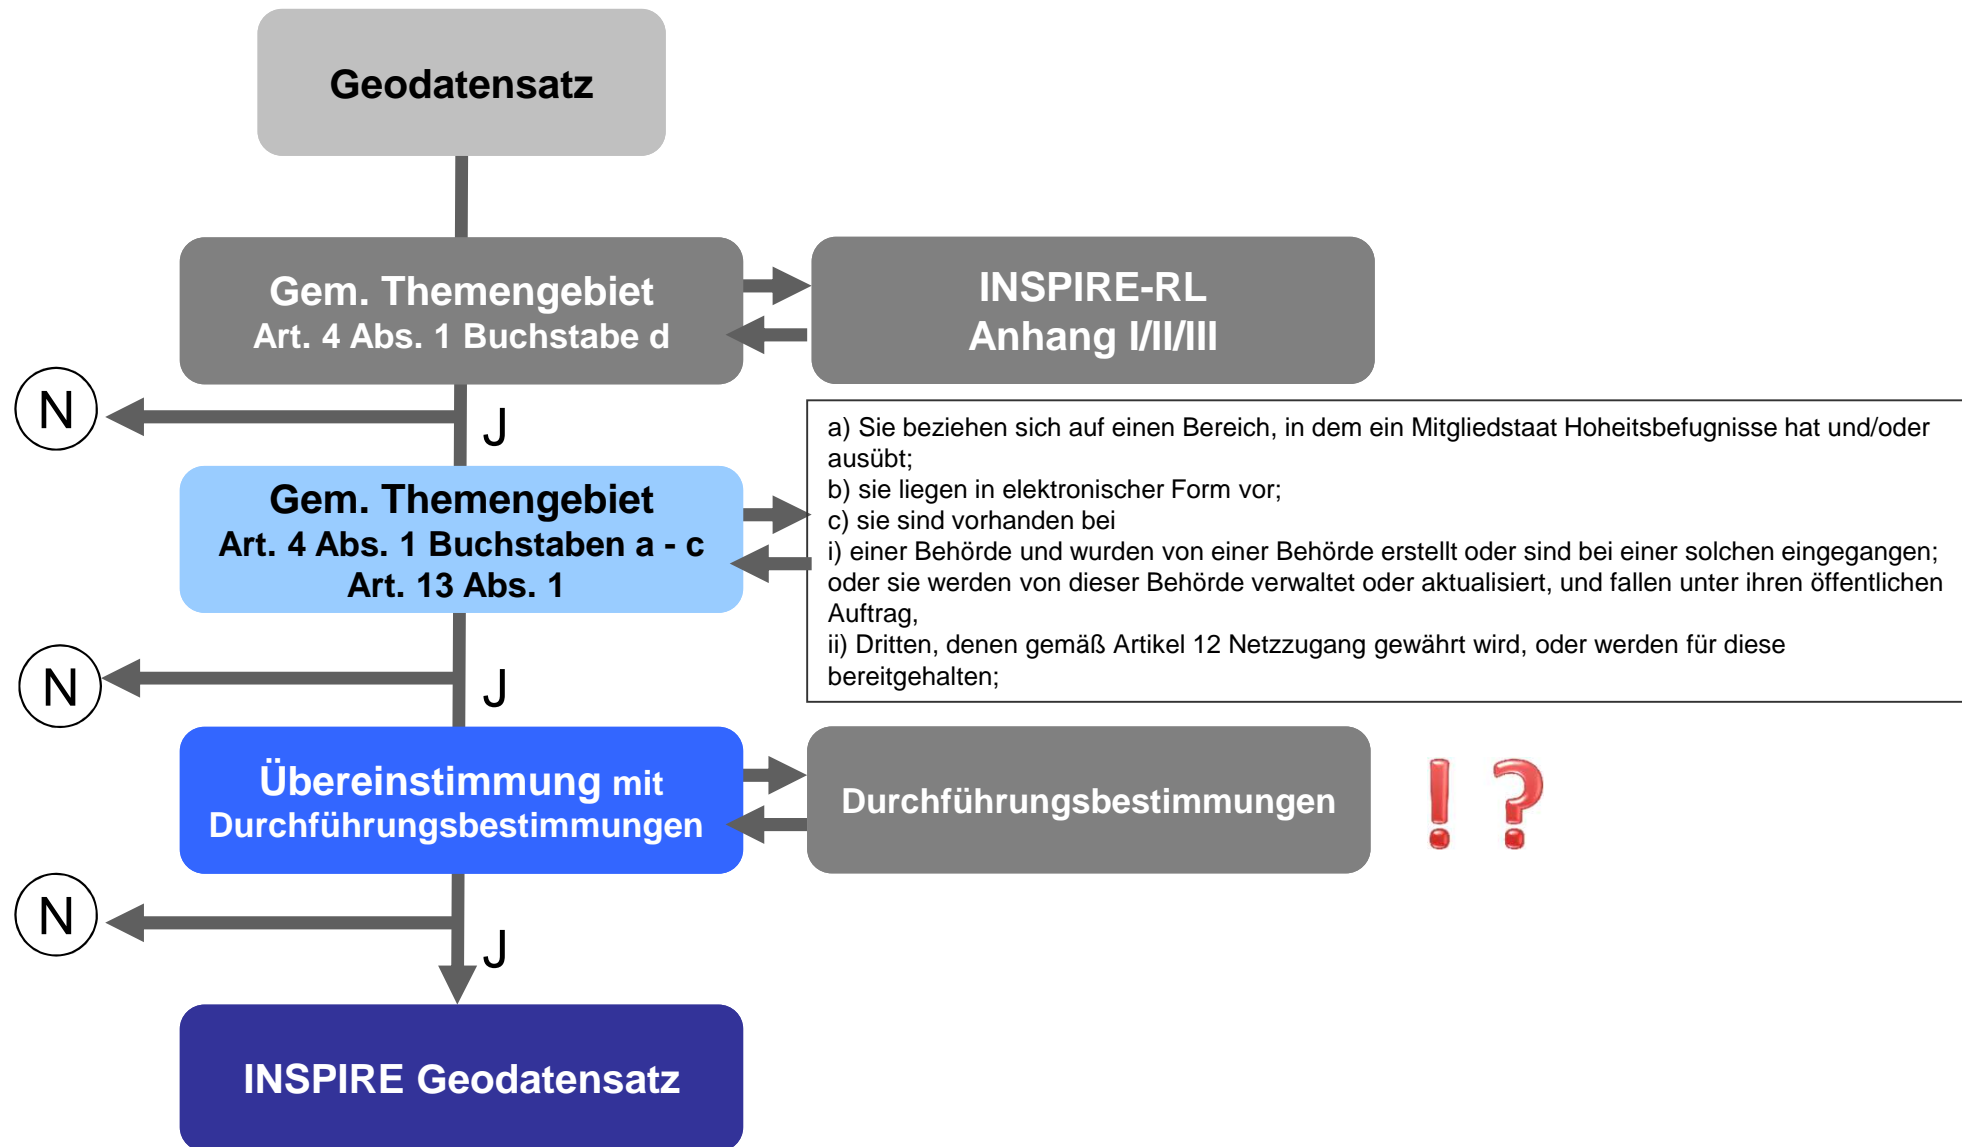 Geodatensatz
Gem. Themengebiet
Art. 4 Abs. 1 Buchstabe d
INSPIRE-RL
Anhang I/II/III
N
J
a) Sie beziehen sich auf einen Bereich, in dem ein Mitgliedstaat Hoheitsbefugnisse hat und/oder
ausübt;
b) sie liegen in elektronischer Form vor;
c) sie sind vorhanden bei
i) einer Behörde und wurden von einer Behörde erstellt oder sind bei einer solchen eingegangen;
oder sie werden von dieser Behörde verwaltet oder aktualisiert, und fallen unter ihren öffentlichen
Auftrag,
ii) Dritten, denen gemäß Artikel 12 Netzzugang gewährt wird, oder werden für diese
bereitgehalten;
Gem. Themengebiet
Art. 4 Abs. 1 Buchstaben a - c
Art. 13 Abs. 1
N
J
Übereinstimmung mit
Durchführungsbestimmungen
Durchführungsbestimmungen
! ?
N
J
INSPIRE Geodatensatz